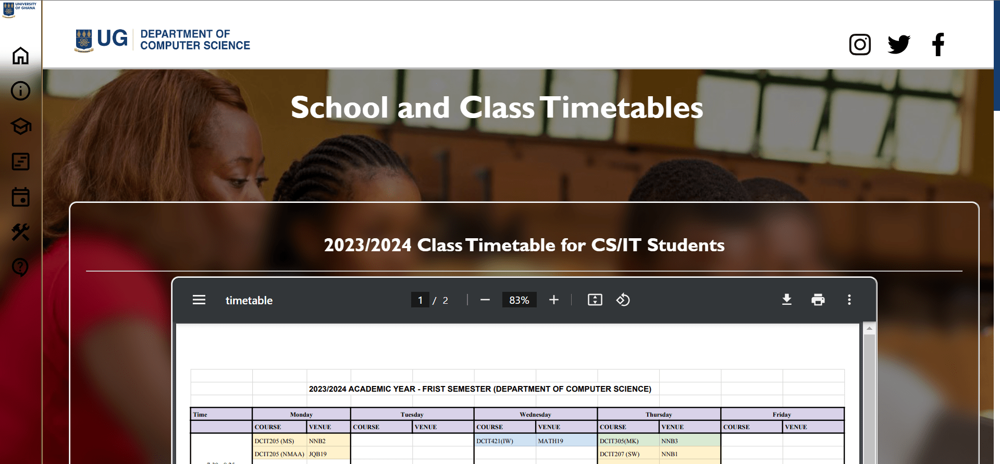 UNIVERSITY
OF GHANA
UG
DEPARTMENT OF
COMPUTER SCIENCE
School and Class Timetables
2023/2024 Class Timetable for CS/IT Students
timetable
1 / 2
83%
2023/2024 ACADEMIC YEAR - FRIST SEMESTER (DEPARTMENT OF COMPUTER SCIENCE)
Time Monday Tuesday Wednesday Thursday Friday
COURSE VENUE COURSE VENUE COURSE VENUE COURSE VENUE COURSE VENUE
DCIT205 (MS) NNB2 DCIT421(IW) MATH19 DCIT305(MK) NNB3
DCIT205 (NMAA) JQB19 DCIT207 (SW) NNB1